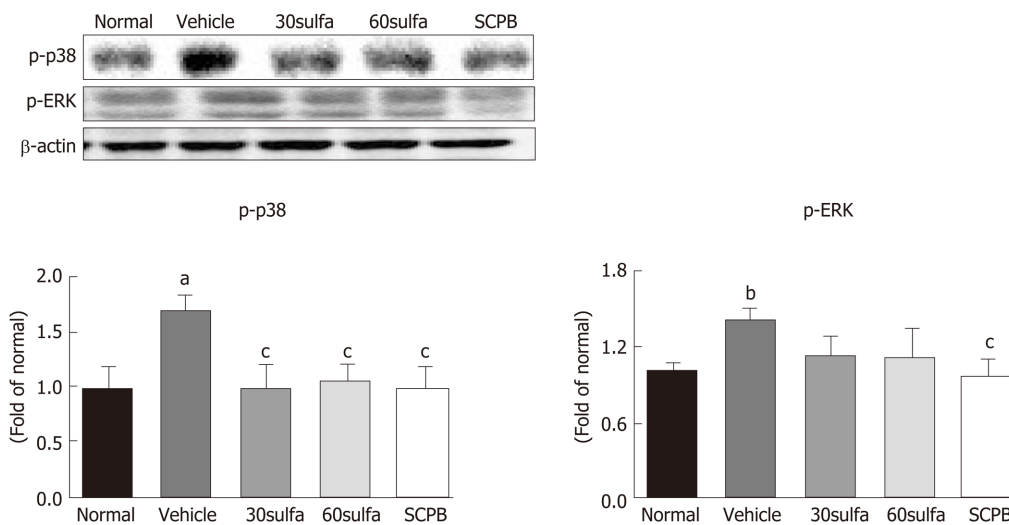 Normal Vehicle 30sulfa 60sulfa SCPB
p-p38
p-ERK
β-actin
p-p38
(Fold of normal)
2.0
1.5
1.0
0.5
0.0
a
c
c
c
Normal Vehicle 30sulfa 60sulfa SCPB
p-ERK
(Fold of normal)
1.8
1.2
0.6
0.0
b
c
Normal Vehicle 30sulfa 60sulfa SCPB